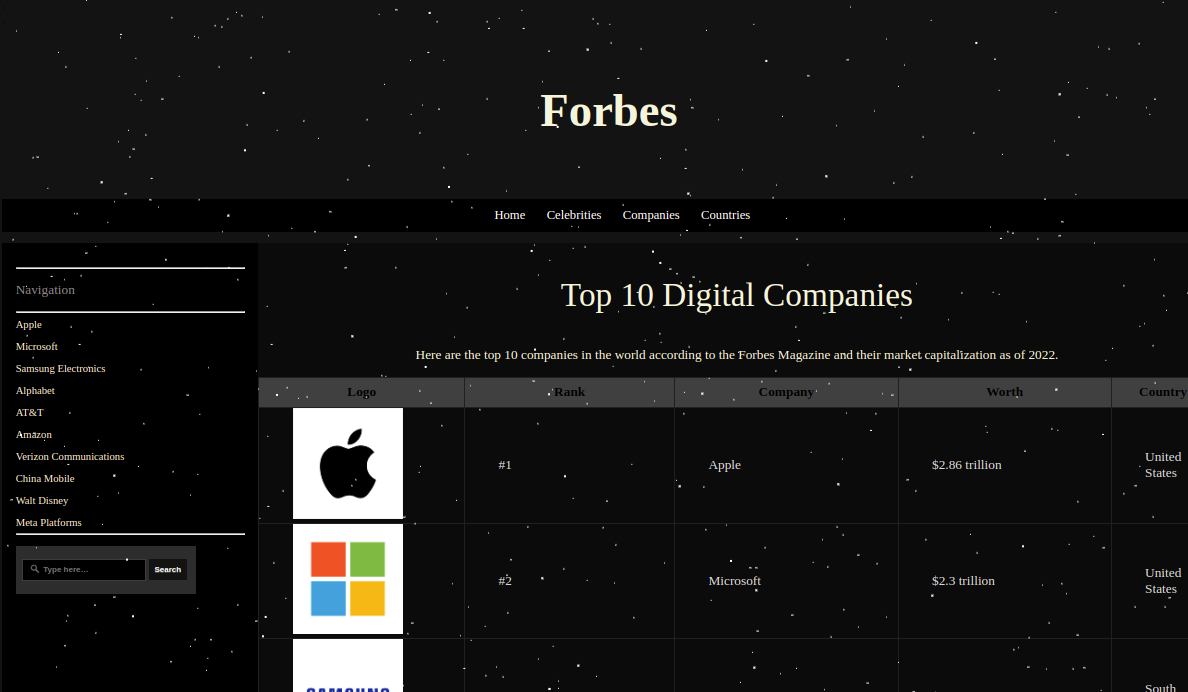 Forbes
Home Celebrities Companies Countries
Navigation
Apple
Microsoft
Samsung Electronics
Alphabet
AT&T
Amazon
Verizon Communications
China Mobile
Walt Disney
Meta Platforms
Type here...
Search
Top 10 Digital Companies
Here are the top 10 companies in the world according to the Forbes Magazine and their market capitalization as of 2022.
Logo Rank Company Worth Country
#1 Apple $2.86 trillion United
States
#2 Microsoft $2.3 trillion United
States
SAMSUNG
South